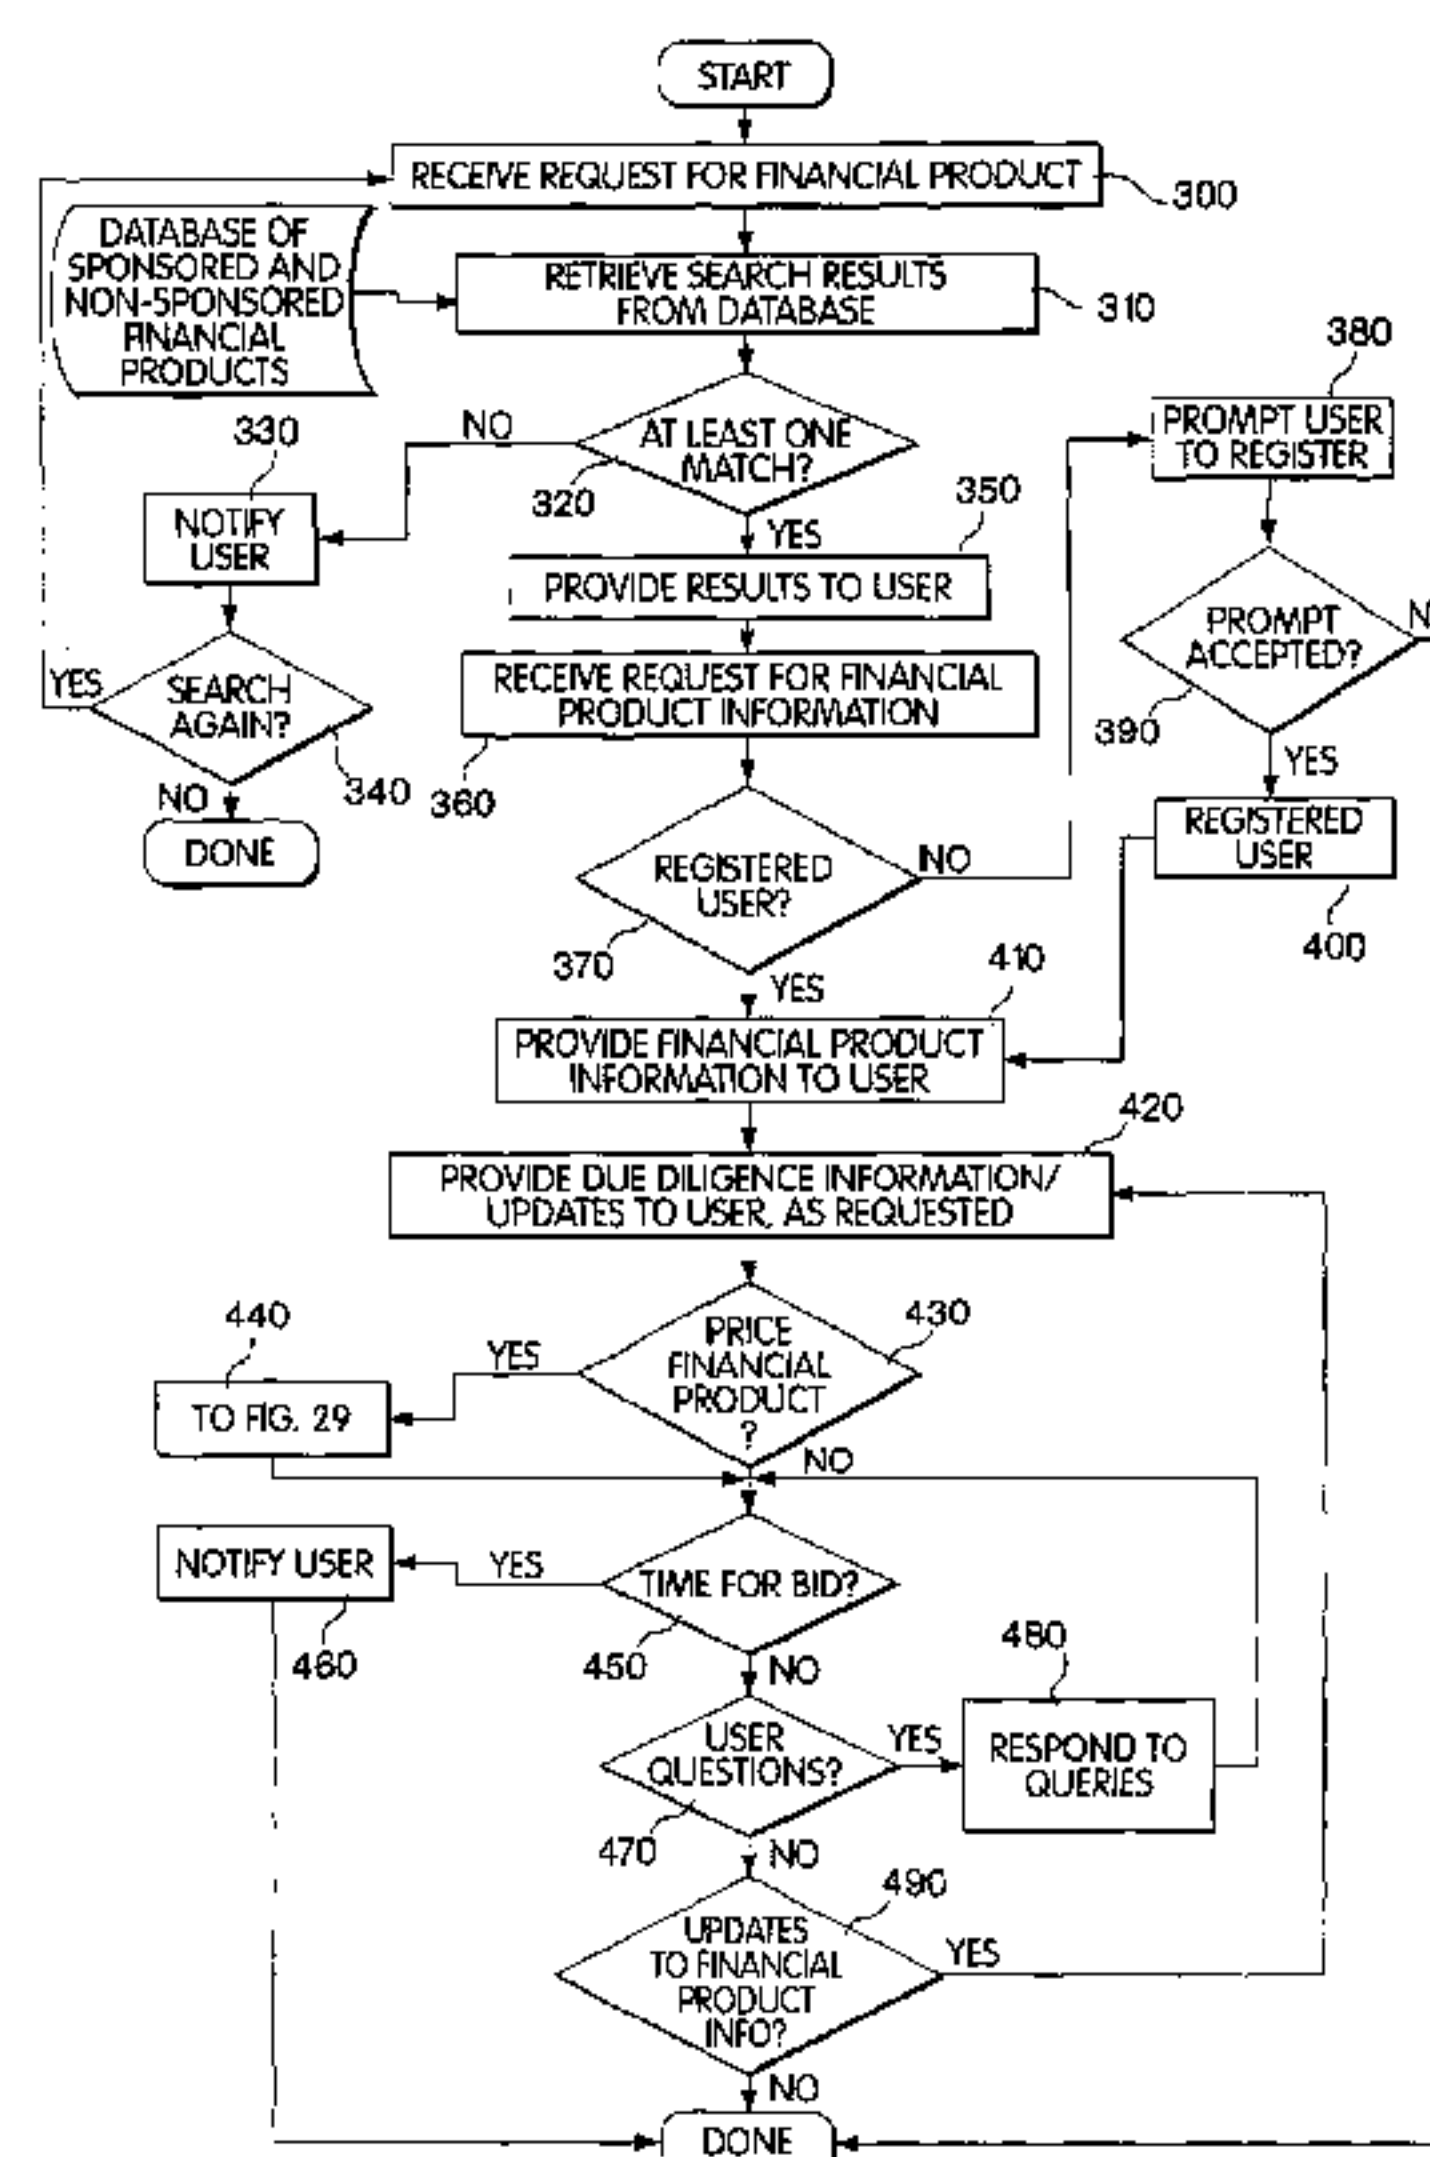 START
RECEIVE REQUEST FOR FINANCIAL PRODUCT
300
DATABASE OF
SPONSORED AND
NON-SPONSORED
FINANCIAL
PRODUCTS
RETRIEVE SEARCH RESULTS
FROM DATABASE
310
380
PROMPT USER
TO REGISTER
AT LEAST ONE
MATCH?
NO
320
330
NOTIFY
USER
YES
350
PROVIDE RESULTS TO USER
PROMPT
ACCEPTED?
390
YES
SEARCH
AGAIN?
YES
340
NO
DONE
RECEIVE REQUEST FOR FINANCIAL
PRODUCT INFORMATION
360
REGISTERED
USER
400
REGISTERED
USER?
NO
370
YES
410
PROVIDE FINANCIAL PRODUCT
INFORMATION TO USER
420
PROVIDE DUE DILIGENCE INFORMATION/
UPDATES TO USER, AS REQUESTED
430
PRICE
FINANCIAL
PRODUCT
?
YES
440
TO FIG. 29
NO
NOTIFY USER
460
YES
TIME FOR BID?
450
NO
480
USER
QUESTIONS?
YES
RESPOND TO
QUERIES
470
NO
490
UPDATES
TO FINANCIAL
PRODUCT
INFO?
YES
NO
DONE